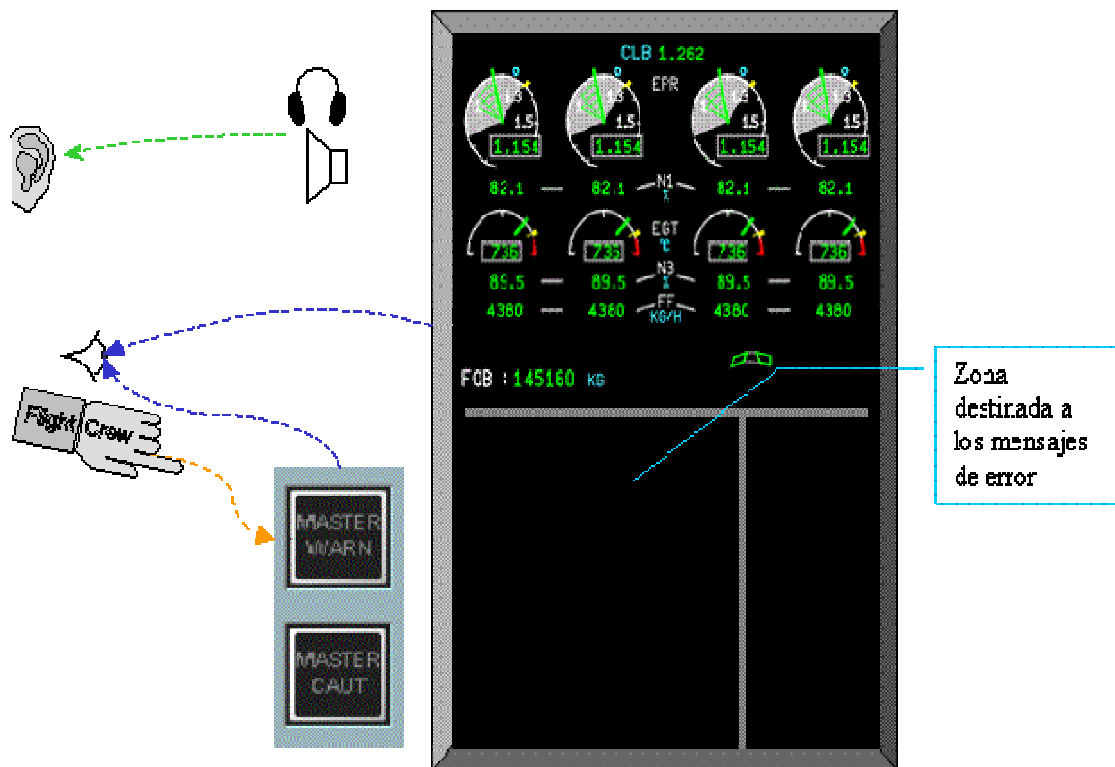 CLB 1.262
EPR
1.154 1.154 1.154 1.154
82.1 82.1 N1 82.1 82.1
%
EGT
°C
736 735 736 736
N3
89.5 89.5 % 89.5 89.5
FF
4380 4380 4380 4380
KG/H
FOB : 145160 KG
Zona
destinada a
los mensajes
de error
Flight Crew
MASTER
WARN
MASTER
CAUT